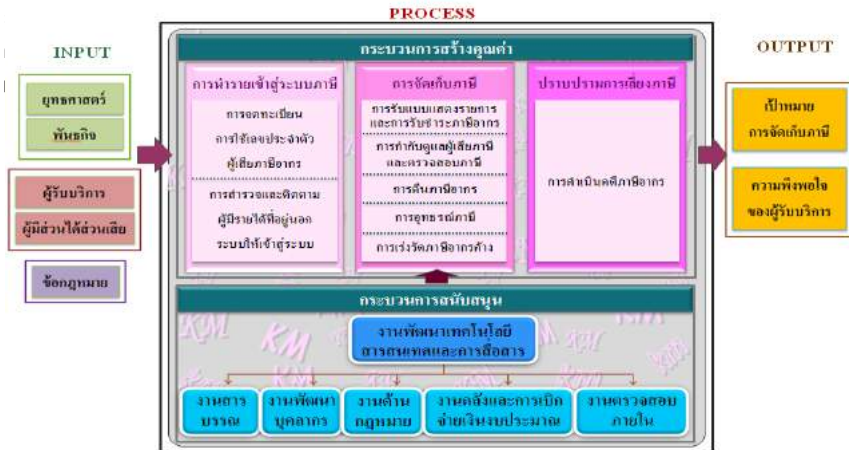 PROCESS
INPUT
ยุทธศาสตร์
พันธกิจ
ผู้รับบริการ
ผู้มีส่วนได้ส่วนเสีย
ข้อกฎหมาย
กระบวนการสร้างคุณค่า
การนำรายเข้าสู่ระบบภาษี
การจดทะเบียน
การใช้เลขประจำตัว
ผู้เสียภาษีอากร
การสำรวจและติดตาม
ผู้มีรายได้ที่อยู่นอก
ระบบให้เข้าสู่ระบบ
การจัดเก็บภาษี
การรับแบบแสดงรายการ
และการรับชำระภาษีอากร
การกำกับดูแลผู้เสียภาษี
และตรวจสอบภาษี
การคืนภาษีอากร
การอุทธรณ์ภาษี
การเร่งรัดภาษีอากรค้าง
ปราบปรามการเลี่ยงภาษี
การดำเนินคดีภาษีอากร
OUTPUT
เป้าหมาย
การจัดเก็บภาษี
ความพึงพอใจ
ของผู้รับบริการ
กระบวนการสนับสนุน
KM
KM
KM
งานพัฒนาเทคโนโลยี
สารสนเทศและการสื่อสาร
งานสาร
บรรณ
งานพัฒนา
บุคลากร
งานด้าน
กฎหมาย
งานคลังและการเบิก
จ่ายเงินงบประมาณ
งานตรวจสอบ
ภายใน